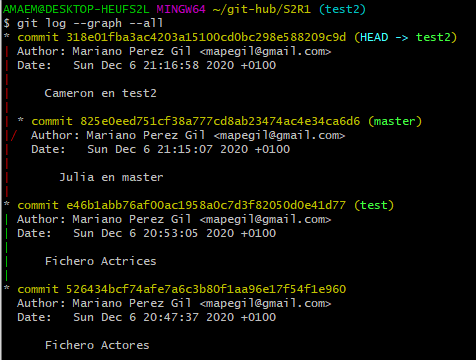 AMAEM@DESKTOP-HEUFS2L MINGW64 ~/git-hub/S2R1 (test2)
$ git log --graph --all
* commit 318e01fba3ac4203a15100cd0bc298e588209c9d (HEAD -> test2)
| Author: Mariano Perez Gil <mapegil@gmail.com>
| Date:   Sun Dec 6 21:16:58 2020 +0100
|
|     Cameron en test2
|
| * commit 825e0eed751cf38a777cd8ab23474ac4e34ca6d6 (master)
|/  Author: Mariano Perez Gil <mapegil@gmail.com>
|   Date:   Sun Dec 6 21:15:07 2020 +0100
|
|       Julia en master
|
* commit e46b1abb76af00ac1958a0c7d3f82050d0e41d77 (test)
| Author: Mariano Perez Gil <mapegil@gmail.com>
| Date:   Sun Dec 6 20:53:05 2020 +0100
|
|     Fichero Actrices
|
* commit 526434bcf74afe7a6c3b80f1aa96e17f54f1e960
  Author: Mariano Perez Gil <mapegil@gmail.com>
  Date:   Sun Dec 6 20:47:37 2020 +0100

      Fichero Actores